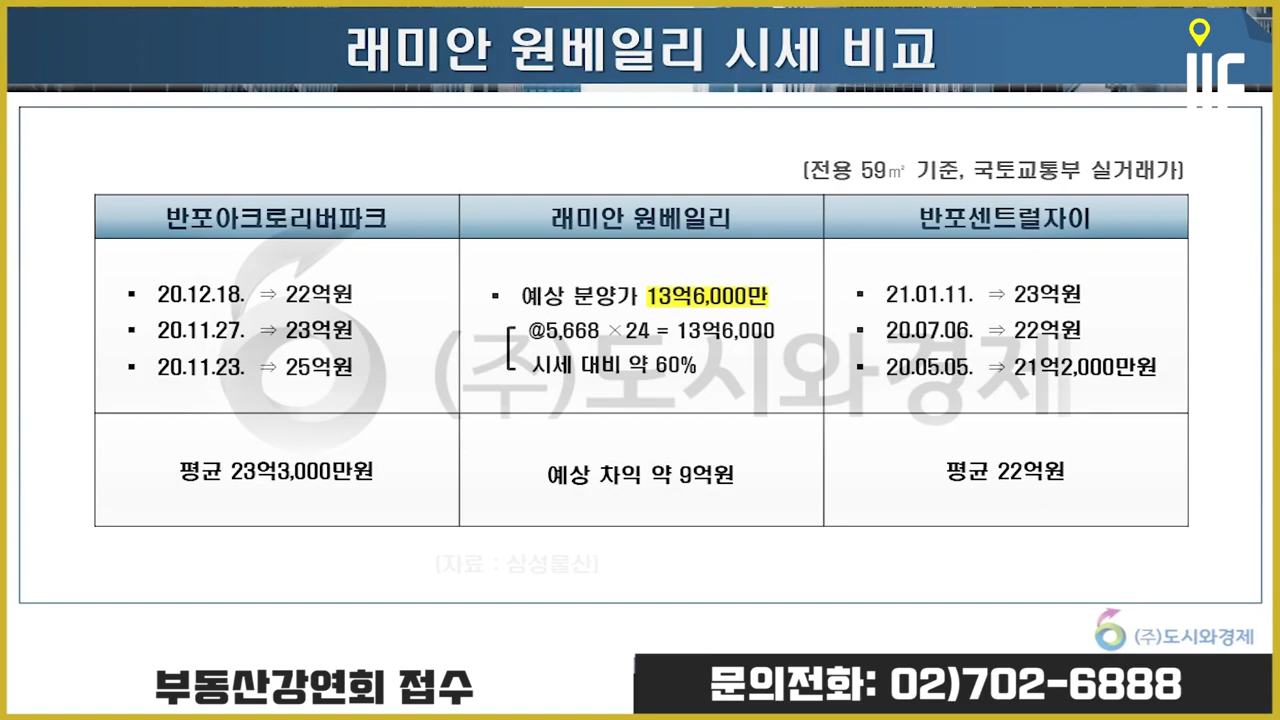 래미안 원베일리 시세 비교
(전용 59㎡ 기준, 국토교통부 실거래가)
반포아크로리버파크
래미안 원베일리
반포센트럴자이
▪ 20.12.18. ⇒ 22억원
▪ 20.11.27. ⇒ 23억원
▪ 20.11.23. ⇒ 25억원
▪ 예상 분양가 13억6,000만
@5,668 ×24 = 13억6,000
시세 대비 약 60%
▪ 21.01.11. ⇒ 23억원
▪ 20.07.06. ⇒ 22억원
▪ 20.05.05. ⇒ 21억2,000만원
평균 23억3,000만원
예상 차익 약 9억원
평균 22억원
(주)도시와경제
(자료 : 삼성물산)
(주)도시와경제
부동산강연회 접수
문의전화: 02)702-6888